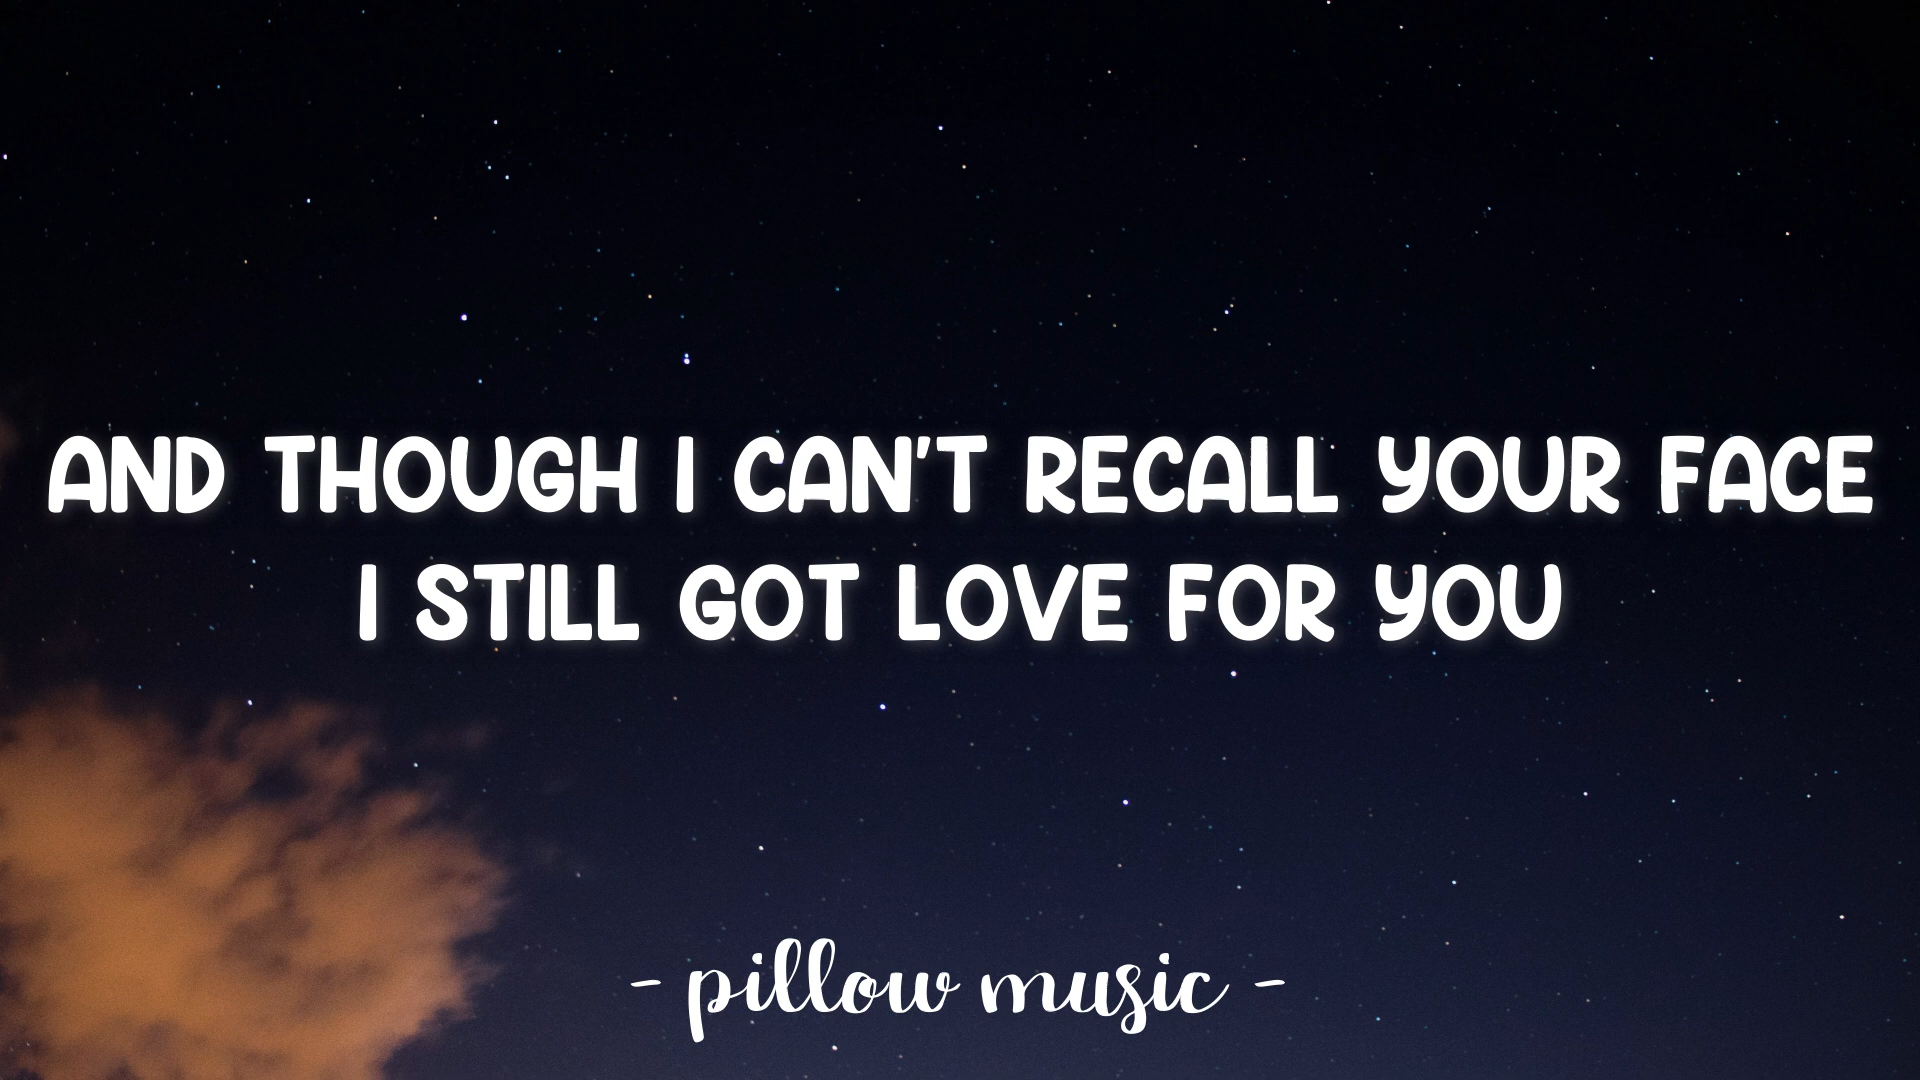 AND THOUGH I CAN'T RECALL YOUR FACE
I STILL GOT LOVE FOR YOU
- pillow music -